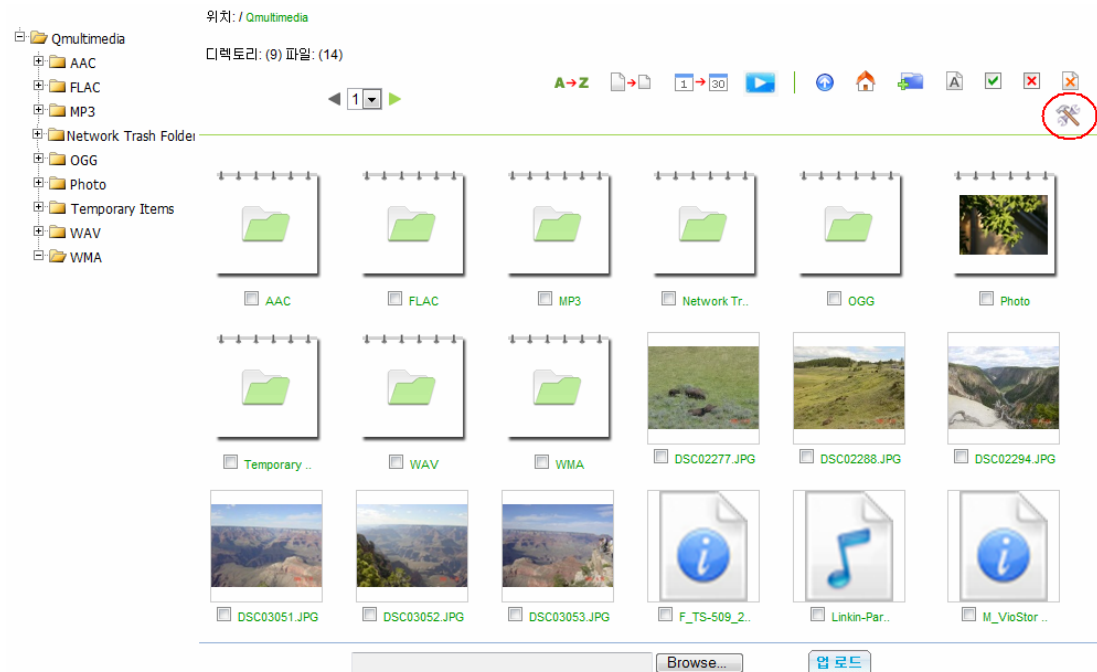 위치: / Qmultimedia
디렉토리: (9) 파일: (14)
Qmultimedia
AAC
FLAC
MP3
Network Trash Folder
OGG
Photo
Temporary Items
WAV
WMA
1
A→Z
1→30
A
AAC FLAC MP3 Network Tr.. OGG Photo
Temporary .. WAV WMA DSC02277.JPG DSC02288.JPG DSC02294.JPG
DSC03051.JPG DSC03052.JPG DSC03053.JPG F_TS-509_2.. Linkin-Par.. M_VioStor ..
Browse... 업로드